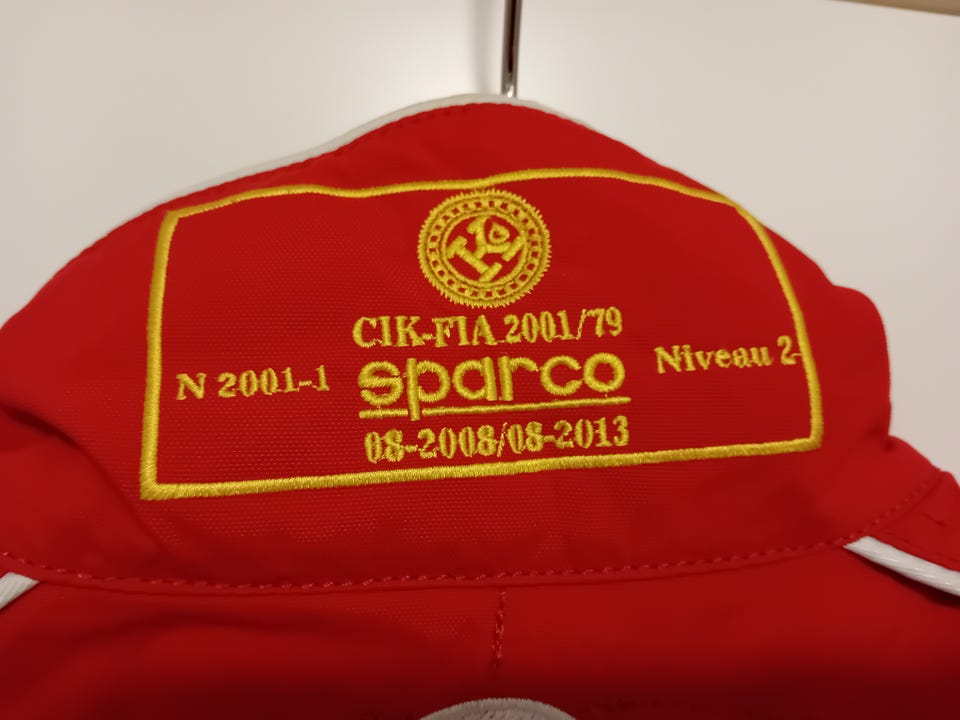 CIK-FIA 2001/79
N 2001-1 sparco Niveau 2-
08-2008/08-2013